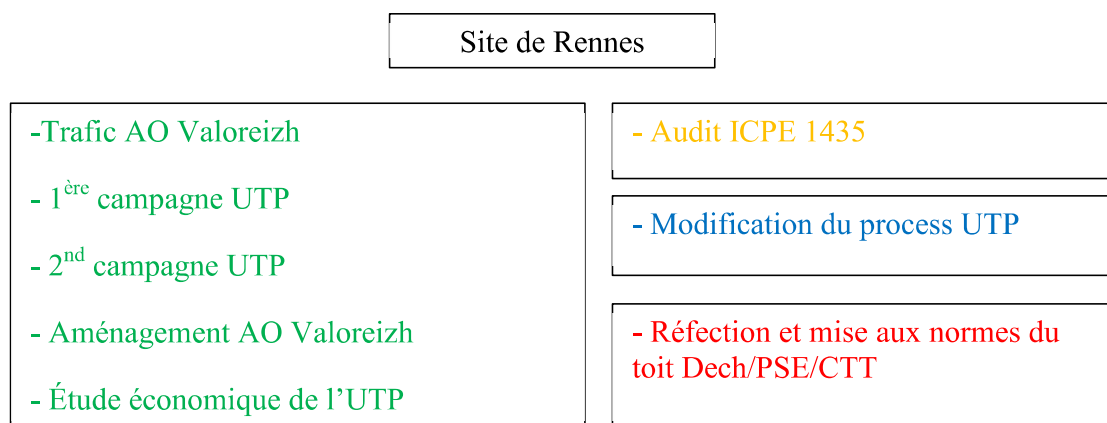 Site de Rennes
-Trafic AO Valoreizh
- 1ère campagne UTP
- 2nd campagne UTP
- Aménagement AO Valoreizh
- Étude économique de l’UTP
- Audit ICPE 1435
- Modification du process UTP
- Réfection et mise aux normes du
toit Dech/PSE/CTT